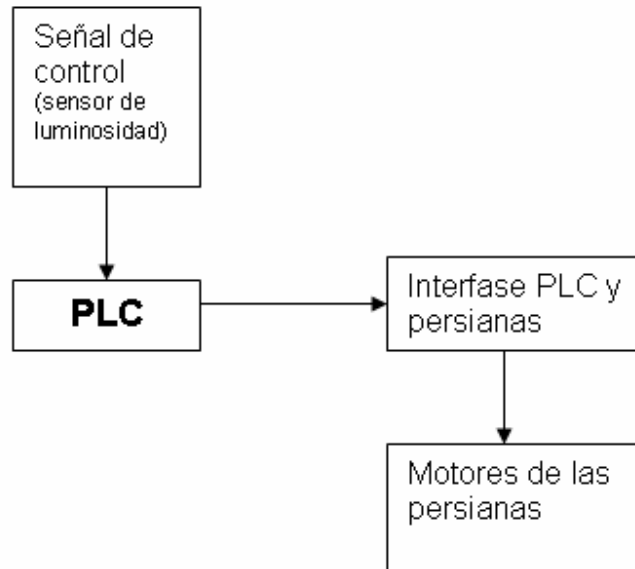 Señal de
control
(sensor de
luminosidad)
PLC
Interfase PLC y
persianas
Motores de las
persianas